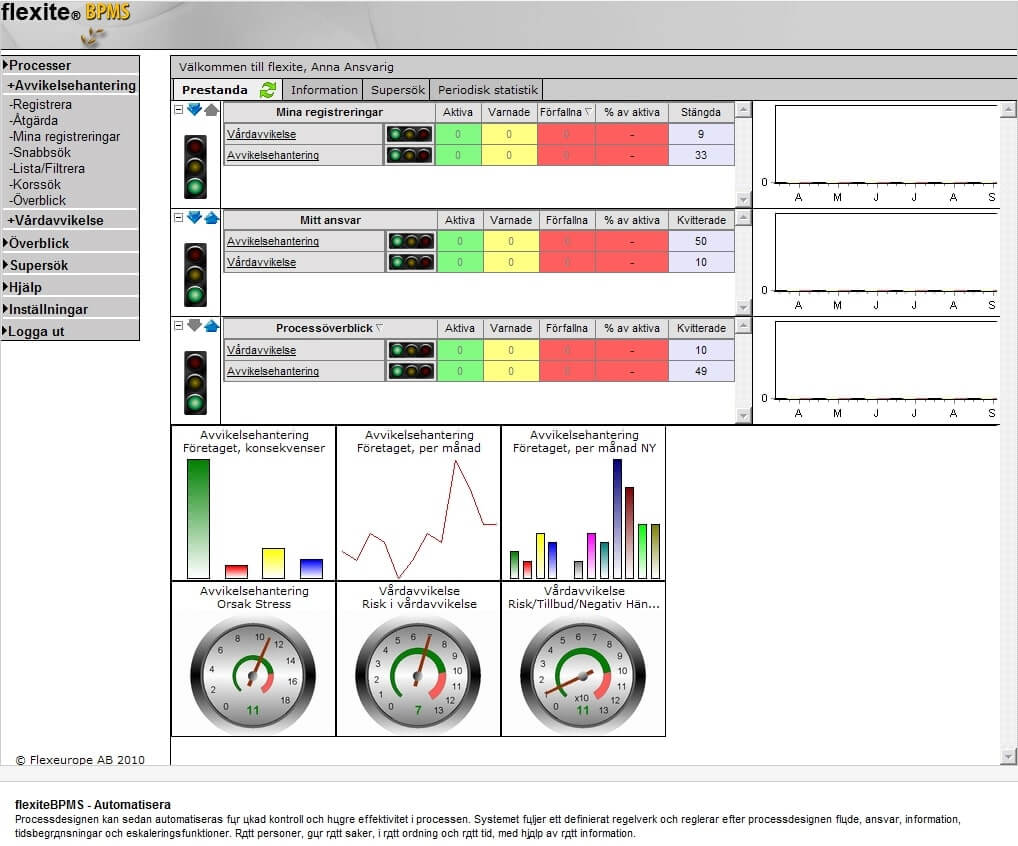 flexite® BPMS
Processer
+Avvikelsehantering
-Registrera
-Åtgärda
-Mina registreringar
-Snabbsök
-Lista/Filtrera
-Korssök
-Överblick
+Vårdavvikelse
Överblick
Supersök
Hjälp
Inställningar
Logga ut
Välkommen till flexite, Anna Ansvarig
Prestanda Information Supersök Periodisk statistik
Mina registreringar Aktiva Varnade Förfallna % av aktiva Stängda
Vårdavvikelse 0 0 0 - 9
Avvikelsehantering 0 0 0 - 33
0
A M J J A S
Mitt ansvar Aktiva Varnade Förfallna % av aktiva Kvitterade
Avvikelsehantering 0 0 0 - 50
Vårdavvikelse 0 0 0 - 10
0
A M J J A S
Processöverblick Aktiva Varnade Förfallna % av aktiva Kvitterade
Vårdavvikelse 0 0 0 - 10
Avvikelsehantering 0 0 0 - 49
0
A M J J A S
Avvikelsehantering
Företaget, konsekvenser
Avvikelsehantering
Företaget, per månad
Avvikelsehantering
Företaget, per månad NY
Avvikelsehantering
Orsak Stress
0 2 4 6 8 10 12 14 16 18
11
Vårdavvikelse
Risk i vårdavvikelse
0 1 2 3 4 5 6 7 8 9 10 11 12 13
7
Vårdavvikelse
Risk/Tillbud/Negativ Hän...
0 1 2 3 4 5 6 7 8 9 10 11 12 13
x10
11
© Flexeurope AB 2010
flexiteBPMS - Automatisera
Processdesignen kan sedan automatiseras fцr цkad kontroll och hцgre effektivitet i processen. Systemet fцljer ett definierat regelverk och reglerar efter processdesignen flцde, ansvar, information,
tidsbegrдnsningar och eskaleringsfunktioner. Rдtt personer, gцr rдtt saker, i rдtt ordning och rдtt tid, med hjдlp av rдtt information.